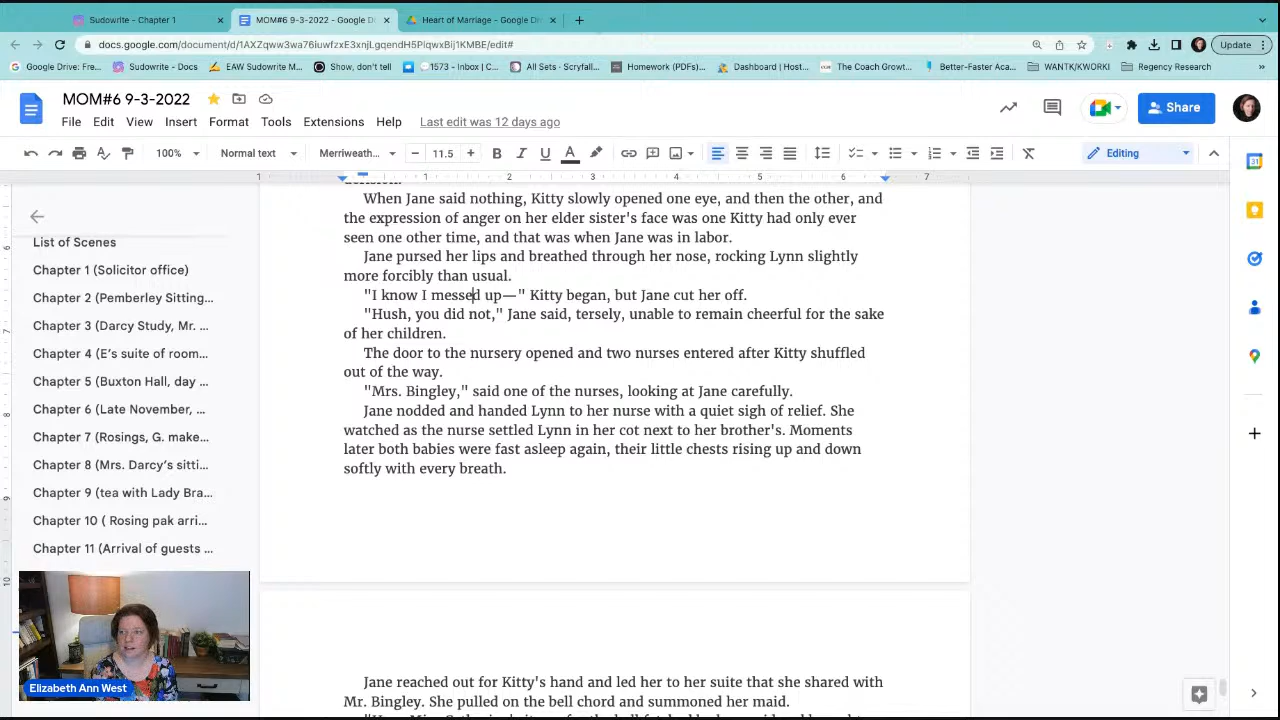 Sudowrite - Chapter 1
MOM#6 9-3-2022 - Google D
Heart of Marriage - Google Dri
docs.google.com/document/d/1AXZqww3wa76iuwfzxE3xnjLgqendH5PlqwxBij1KMBE/edit#
Update
Google Drive: Fre...
Sudowrite - Docs
EAW Sudowrite M...
Show, don't tell
1573 - Inbox | C...
All Sets · Scryfall...
Homework (PDFs)...
Dashboard | Host...
The Coach Growt...
Better-Faster Aca...
WANTK/KWORKI
Regency Research
MOM#6 9-3-2022
File Edit View Insert Format Tools Extensions Help Last edit was 12 days ago
Share
100% Normal text Merriweath... 11.5 Editing
1 1 2 3 4 5 6 7
List of Scenes
Chapter 1 (Solicitor office)
Chapter 2 (Pemberley Sitting...
Chapter 3 (Darcy Study, Mr. ...
Chapter 4 (E's suite of room...
Chapter 5 (Buxton Hall, day ...
Chapter 6 (Late November, ...
Chapter 7 (Rosings, G. make...
Chapter 8 (Mrs. Darcy's sitti...
Chapter 9 (tea with Lady Bra...
Chapter 10 ( Rosing pak arri...
Chapter 11 (Arrival of guests ...
Elizabeth Ann West
When Jane said nothing, Kitty slowly opened one eye, and then the other, and
the expression of anger on her elder sister's face was one Kitty had only ever
seen one other time, and that was when Jane was in labor.
Jane pursed her lips and breathed through her nose, rocking Lynn slightly
more forcibly than usual.
"I know I messed up—" Kitty began, but Jane cut her off.
"Hush, you did not," Jane said, tersely, unable to remain cheerful for the sake
of her children.
The door to the nursery opened and two nurses entered after Kitty shuffled
out of the way.
"Mrs. Bingley," said one of the nurses, looking at Jane carefully.
Jane nodded and handed Lynn to her nurse with a quiet sigh of relief. She
watched as the nurse settled Lynn in her cot next to her brother's. Moments
later both babies were fast asleep again, their little chests rising up and down
softly with every breath.
Jane reached out for Kitty's hand and led her to her suite that she shared with
Mr. Bingley. She pulled on the bell chord and summoned her maid.